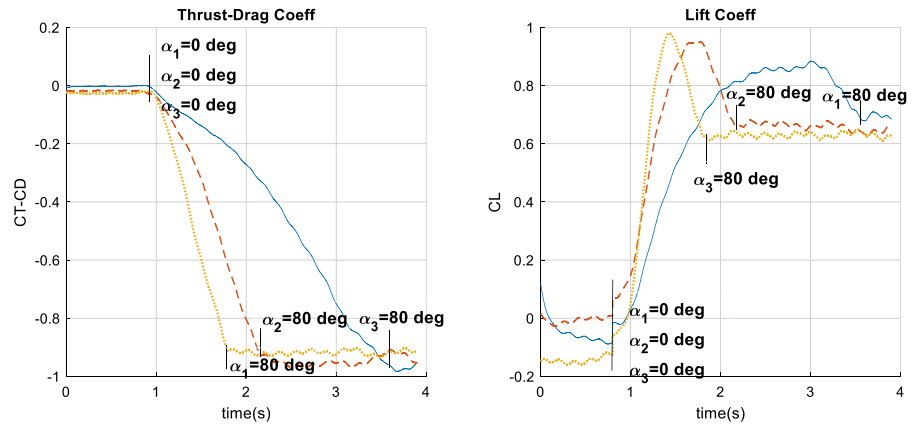 Thrust-Drag Coeff
0.2
0
-0.2
-0.4
-0.6
-0.8
-1
CT-CD
α1=0 deg
α2=0 deg
α3=0 deg
α2=80 deg
α3=80 deg
α1=80 deg
0
1
2
3
4
time(s)
Lift Coeff
1
0.8
0.6
0.4
0.2
0
-0.2
CL
α2=80 deg
α1=80 deg
α3=80 deg
α1=0 deg
α2=0 deg
α3=0 deg
0
1
2
3
4
time(s)